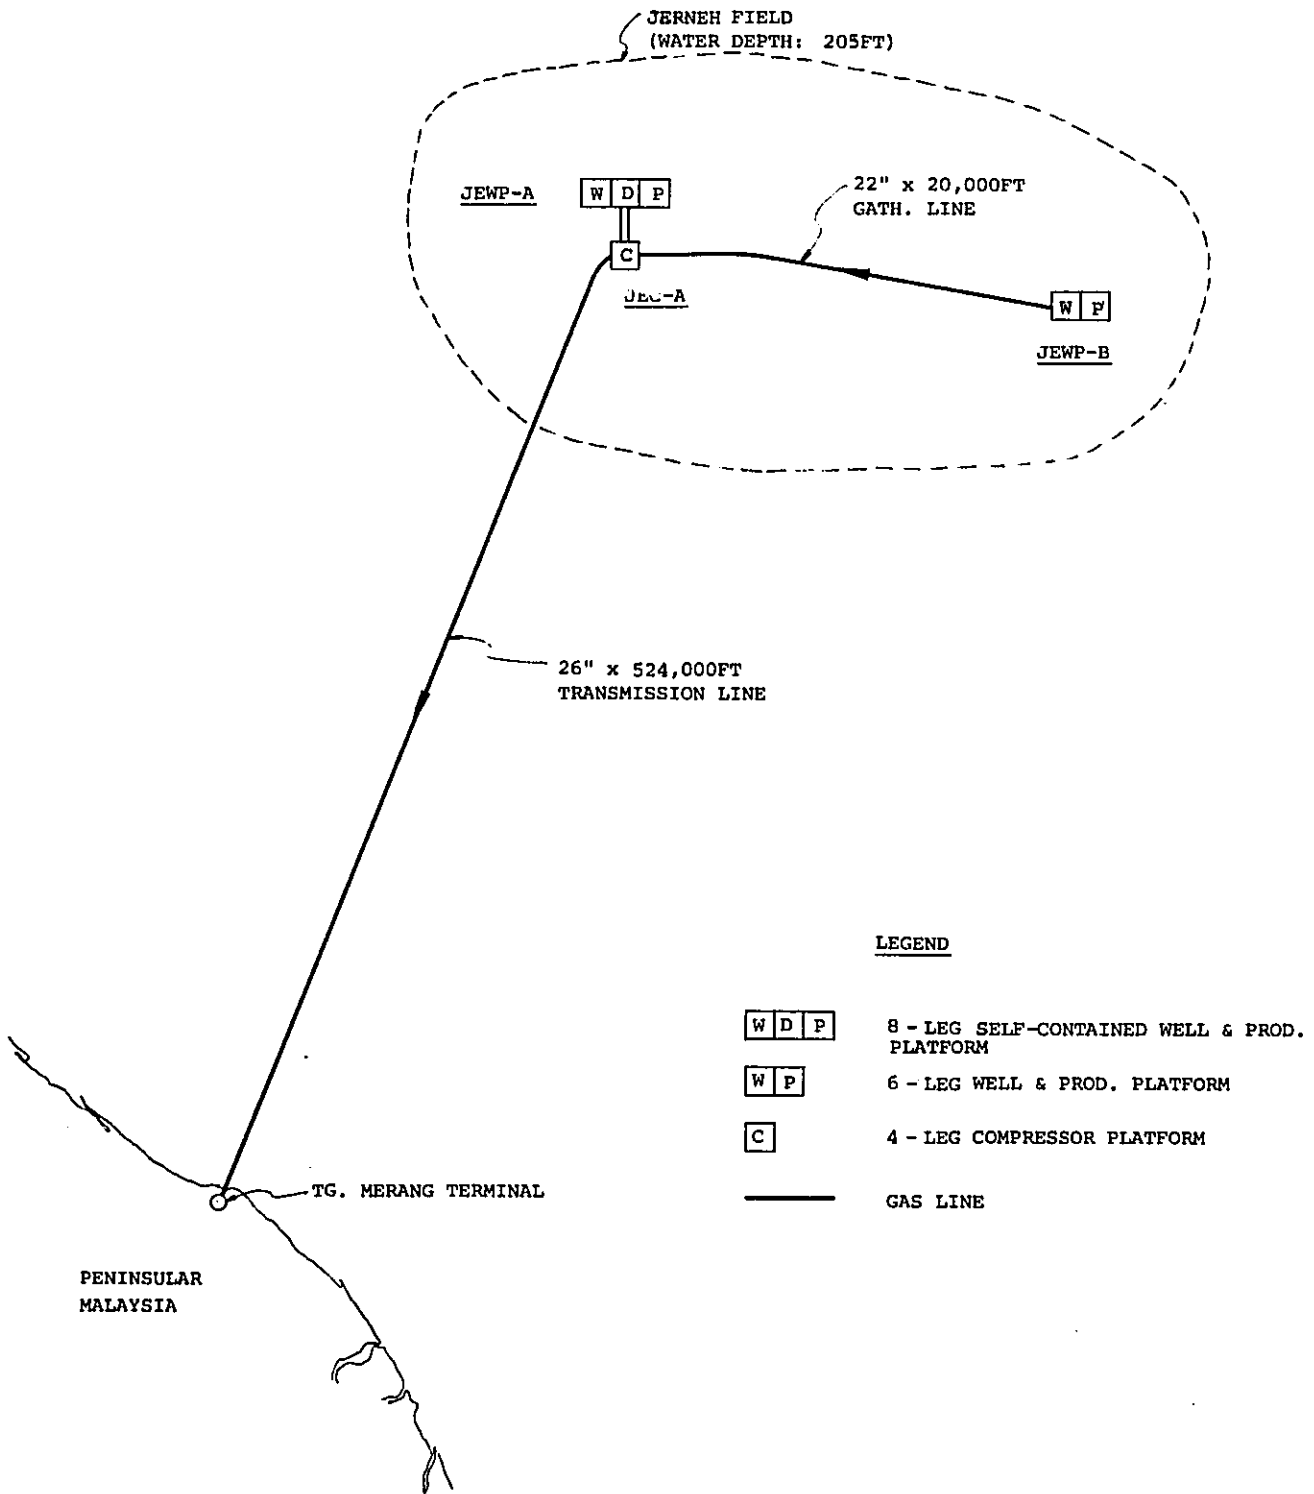 JERNEH FIELD
(WATER DEPTH: 205FT)
JEWP-A
W D P
22" x 20,000FT
GATH. LINE
C
JEC-A
W P
JEWP-B
26" x 524,000FT
TRANSMISSION LINE
LEGEND
W D P
8 - LEG SELF-CONTAINED WELL & PROD.
PLATFORM
W P
6 - LEG WELL & PROD. PLATFORM
C
4 - LEG COMPRESSOR PLATFORM
GAS LINE
TG. MERANG TERMINAL
PENINSULAR
MALAYSIA